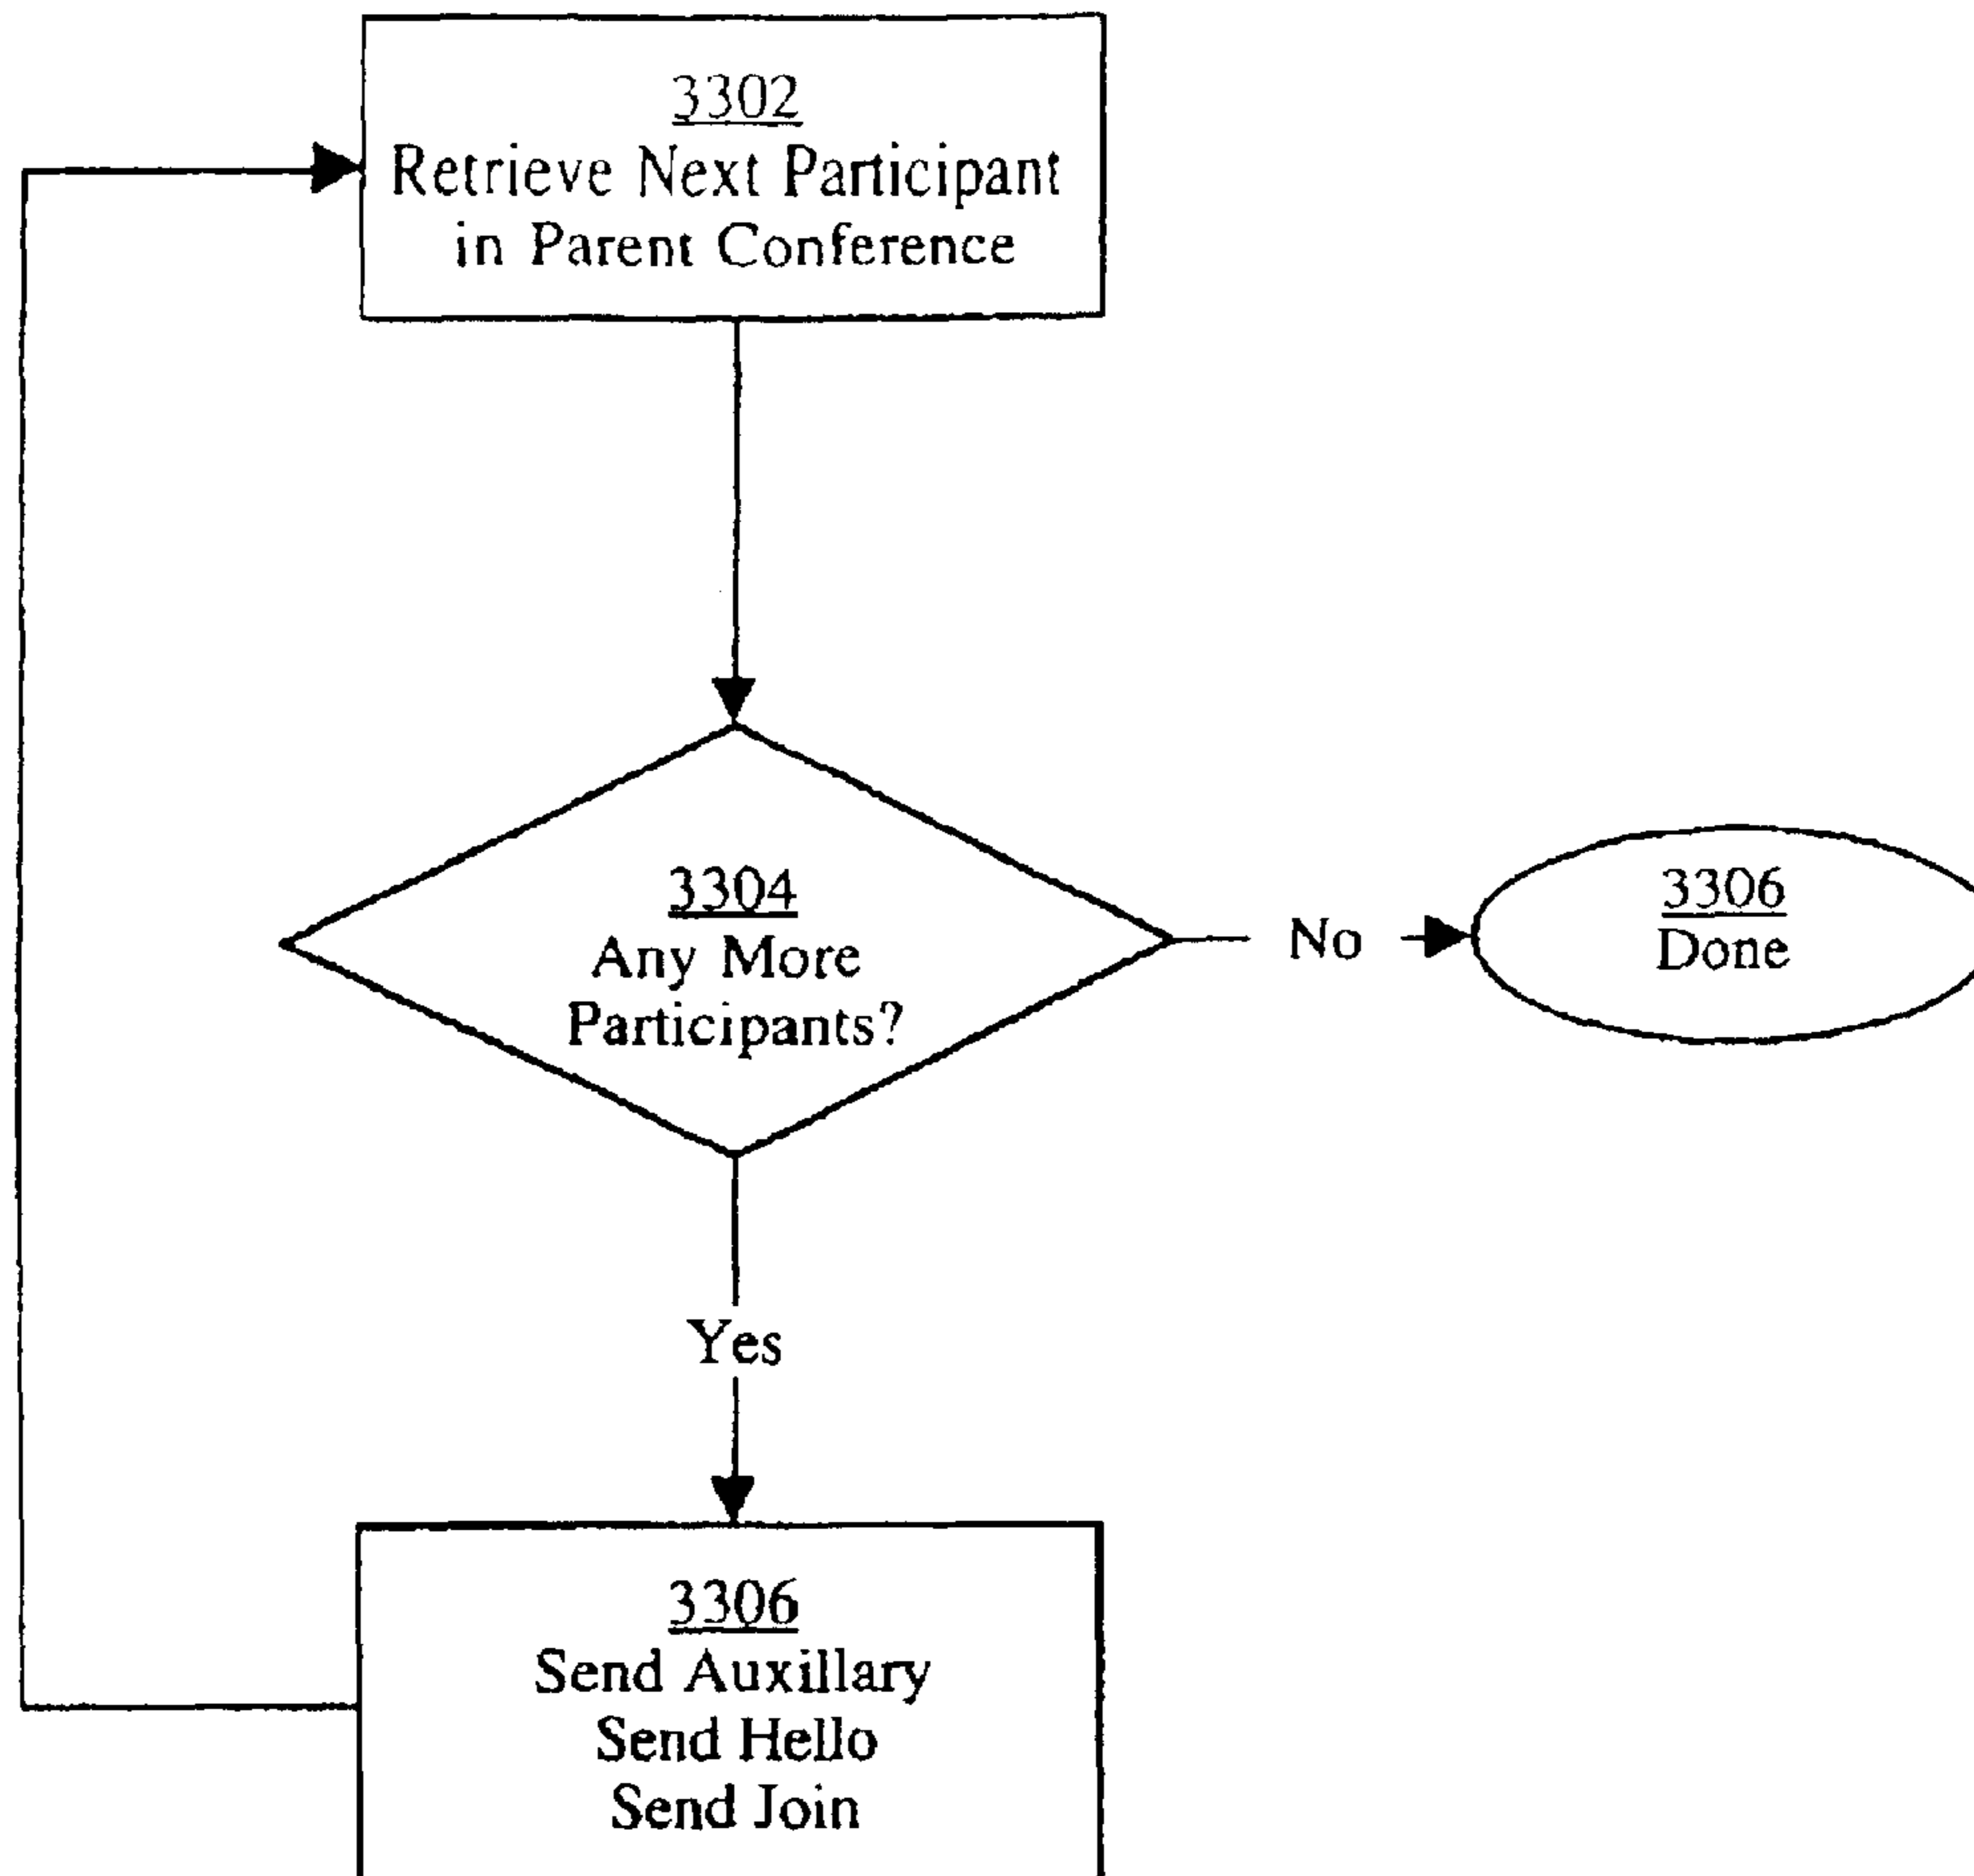 3302
Retrieve Next Participant
in Parent Conference
3304
Any More
Participants?
No
3306
Done
Yes
3306
Send Auxillary
Send Hello
Send Join